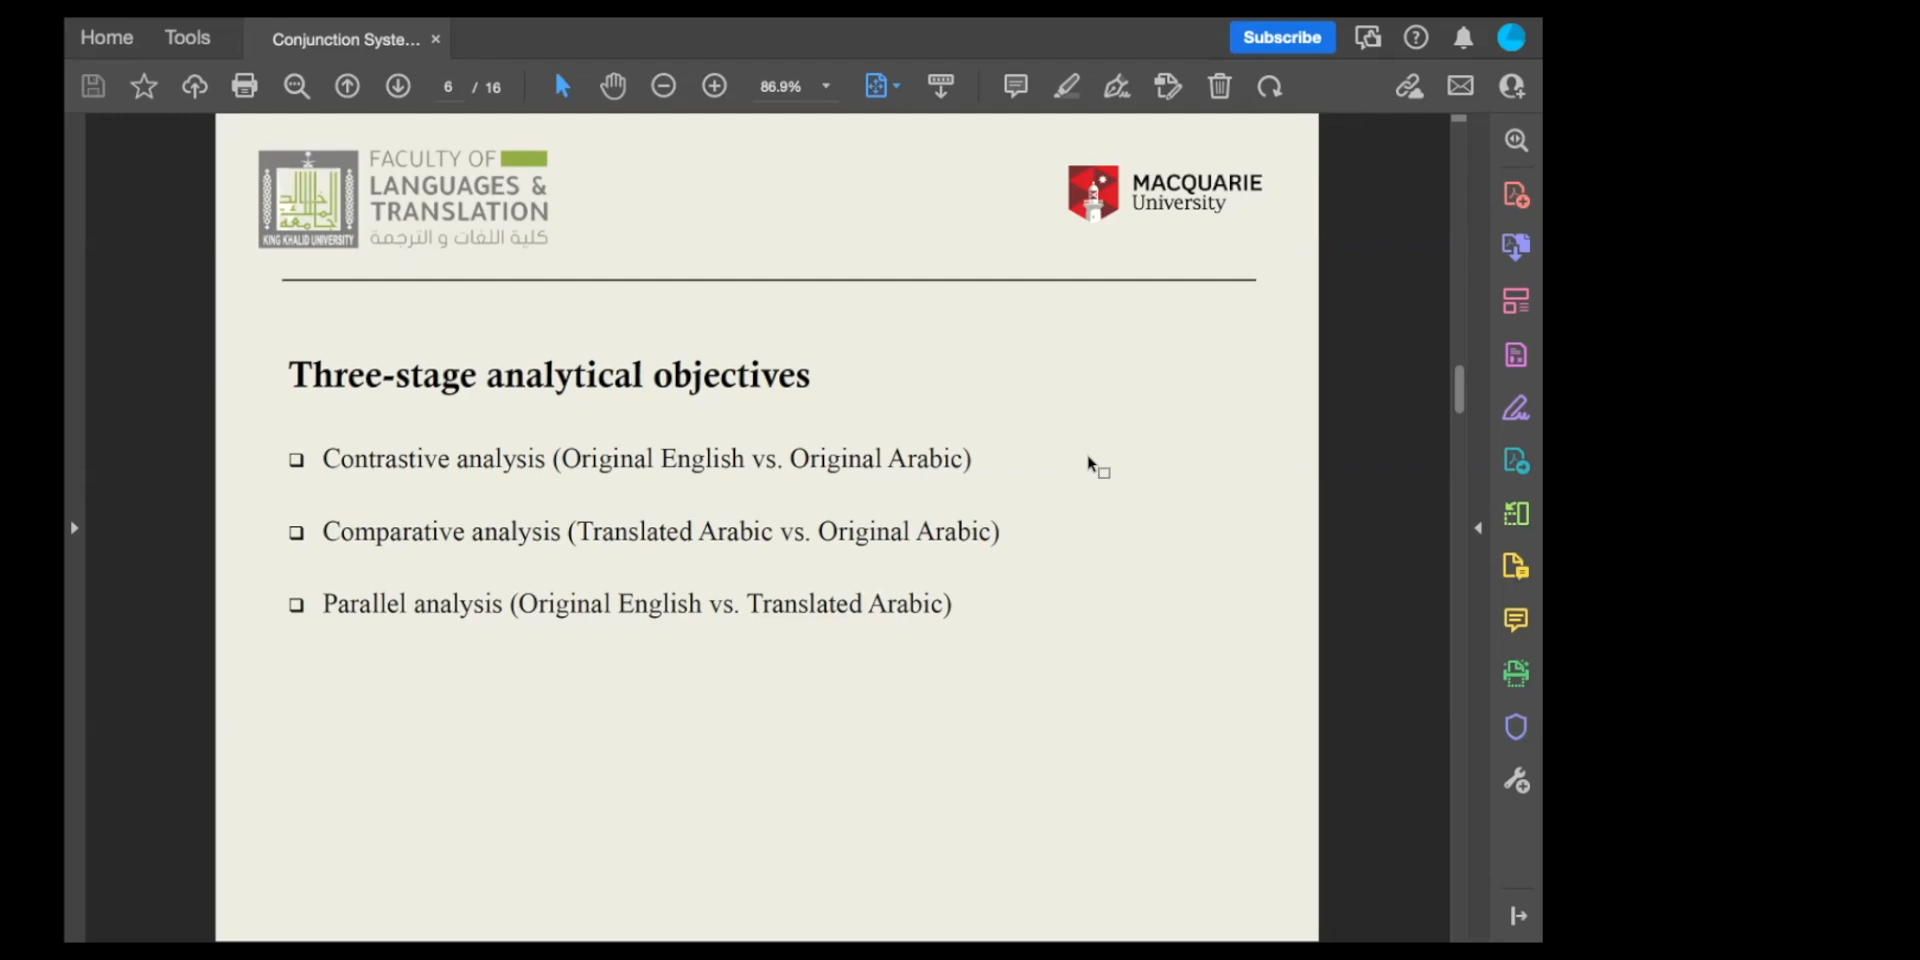 Home Tools Conjunction Syste... × Subscribe
6 / 16 86.9%
FACULTY OF
LANGUAGES &
TRANSLATION
كلية اللغات و الترجمة
KING KHALID UNIVERSITY
MACQUARIE
University
Three-stage analytical objectives
❑ Contrastive analysis (Original English vs. Original Arabic)
❑ Comparative analysis (Translated Arabic vs. Original Arabic)
❑ Parallel analysis (Original English vs. Translated Arabic)